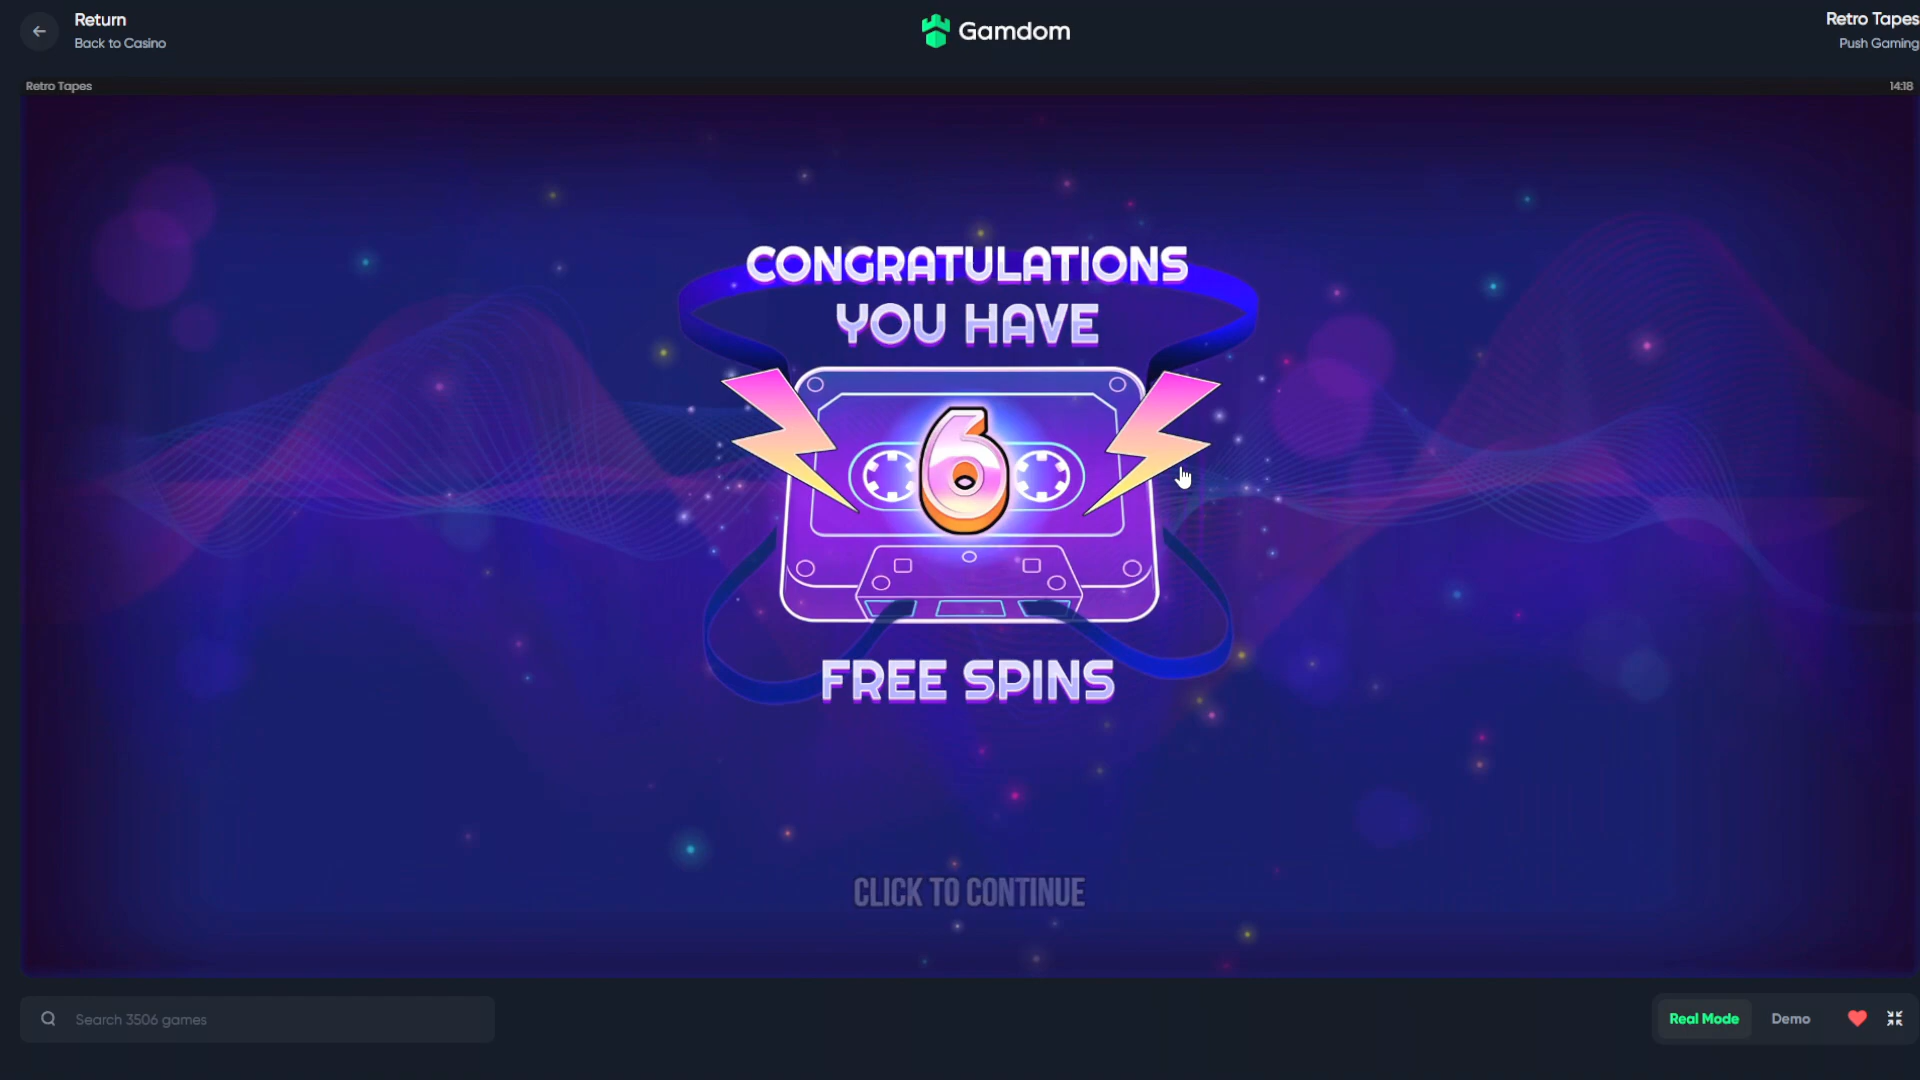 Return
Back to Casino
Gamdom
Retro Tapes
Push Gaming
Retro Tapes
14:18
CONGRATULATIONS
YOU HAVE
6
FREE SPINS
CLICK TO CONTINUE
Search 3506 games
Real Mode
Demo